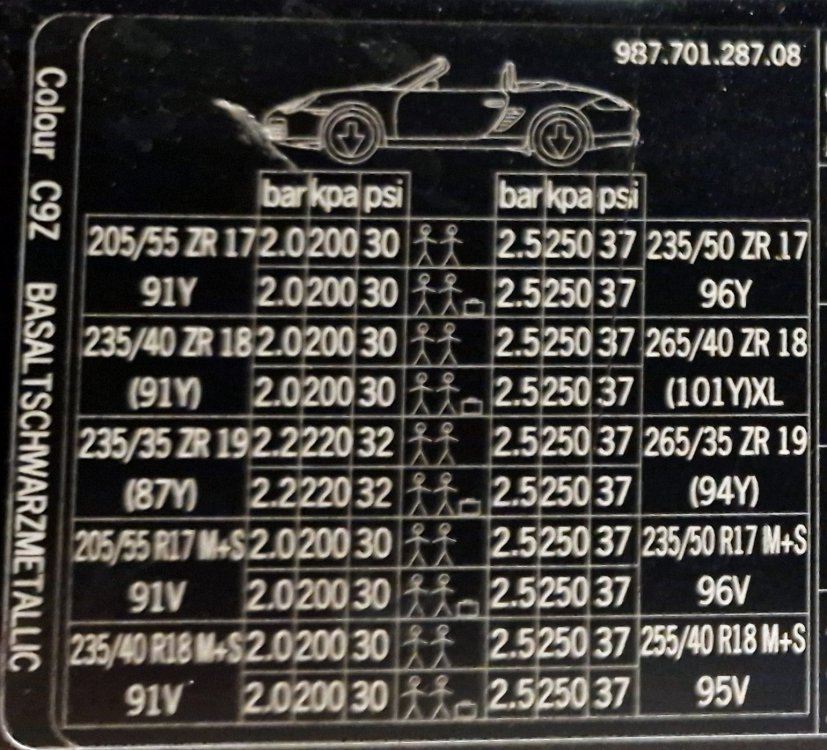 987.701.287.08
Colour C9Z BASALTSCHWARZMETALLIC
bar kpa psi bar kpa psi
205/55 ZR 17 2.0 200 30 2.5 250 37 235/50 ZR 17
91Y 2.0 200 30 2.5 250 37 96Y
235/40 ZR 18 2.0 200 30 2.5 250 37 265/40 ZR 18
(91Y) 2.0 200 30 2.5 250 37 (101Y)XL
235/35 ZR 19 2.2 220 32 2.5 250 37 265/35 ZR 19
(87Y) 2.2 220 32 2.5 250 37 (94Y)
205/55 R17 M+S 2.0 200 30 2.5 250 37 235/50 R17 M+S
91V 2.0 200 30 2.5 250 37 96V
235/40 R18 M+S 2.0 200 30 2.5 250 37 255/40 R18 M+S
91V 2.0 200 30 2.5 250 37 95V